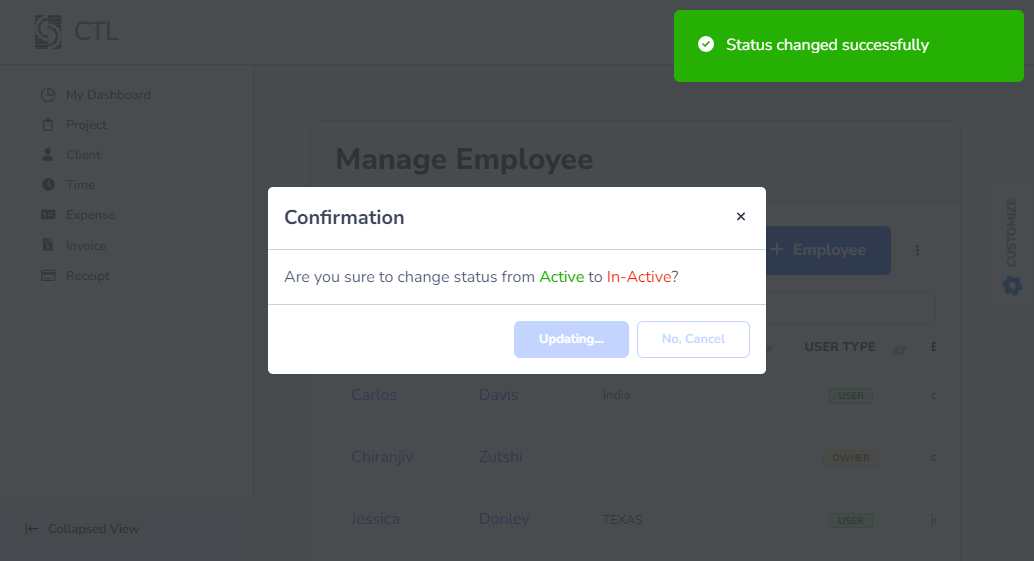 CTL
Status changed successfully
My Dashboard
Project
Client
Time
Expense
Invoice
Receipt
Collapsed View
Manage Employee
CUSTOMIZE
+ Employee
Confirmation
×
Are you sure to change status from Active to In-Active?
Updating...
No, Cancel
USER TYPE E
Carlos Davis India USER c
Chiranjiv Zutshi OWNER c
Jessica Donley TEXAS USER